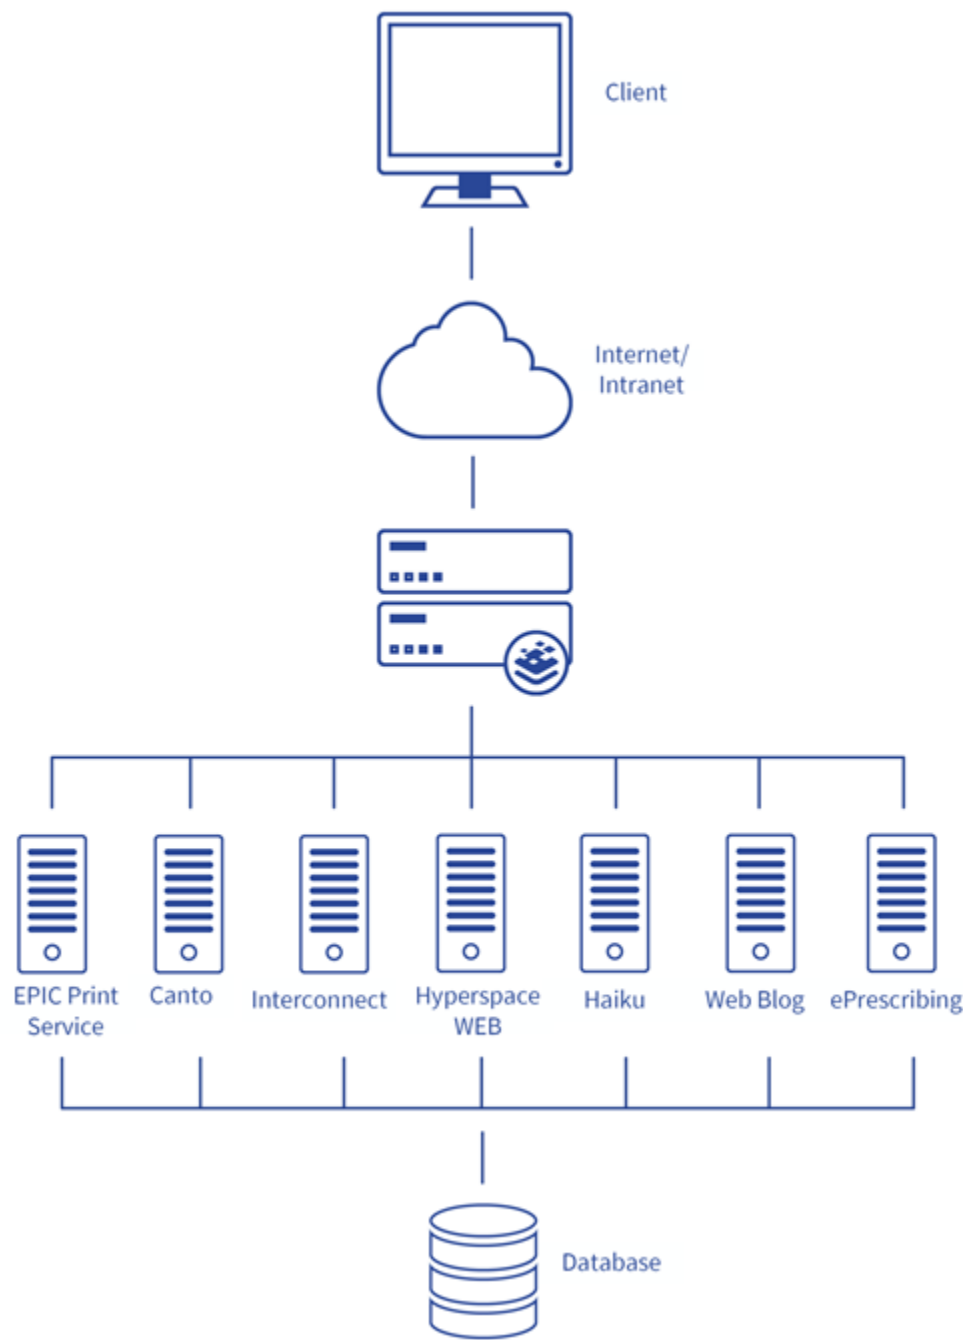 Client
Internet/
Intranet
EPIC Print
Service
Canto
Interconnect
Hyperspace
WEB
Haiku
Web Blog
ePrescribing
Database